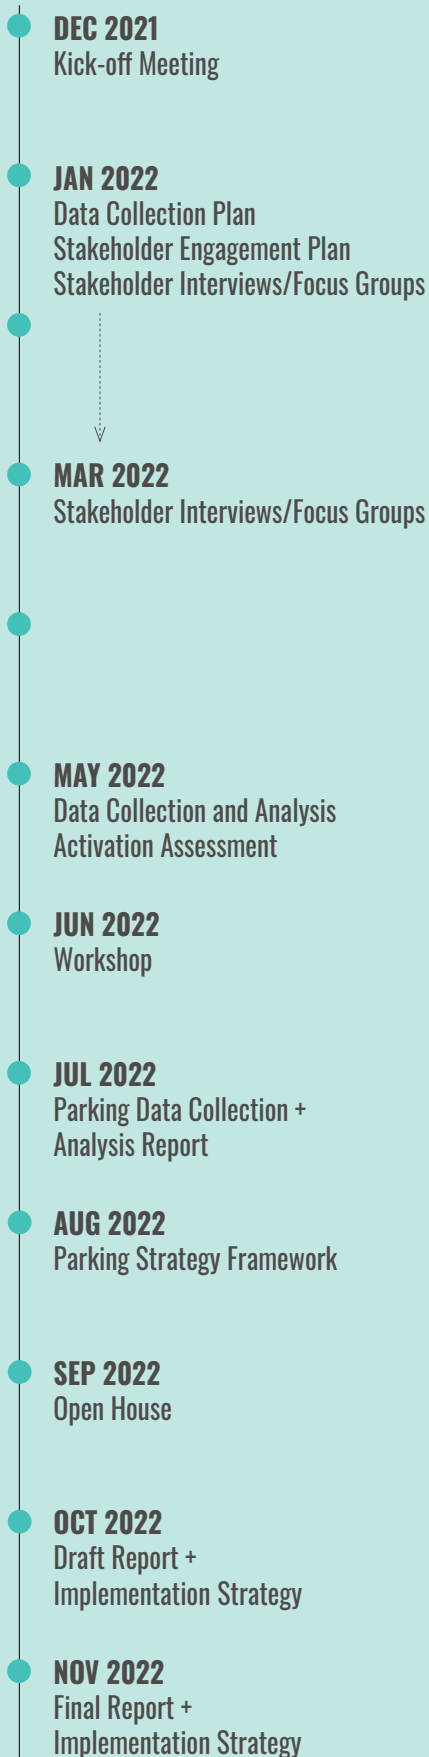 DEC 2021
Kick-off Meeting
JAN 2022
Data Collection Plan
Stakeholder Engagement Plan
Stakeholder Interviews/Focus Groups
MAR 2022
Stakeholder Interviews/Focus Groups
MAY 2022
Data Collection and Analysis
Activation Assessment
JUN 2022
Workshop
JUL 2022
Parking Data Collection +
Analysis Report
AUG 2022
Parking Strategy Framework
SEP 2022
Open House
OCT 2022
Draft Report +
Implementation Strategy
NOV 2022
Final Report +
Implementation Strategy